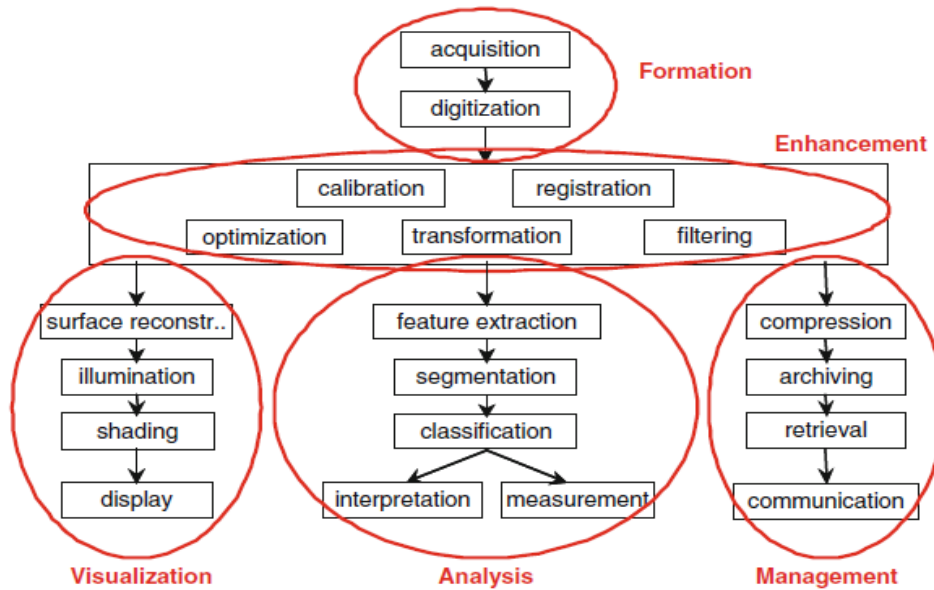 acquisition
Formation
digitization
Enhancement
calibration
registration
optimization
transformation
filtering
surface reconstr..
feature extraction
compression
illumination
segmentation
archiving
shading
classification
retrieval
display
interpretation
measurement
communication
Visualization
Analysis
Management